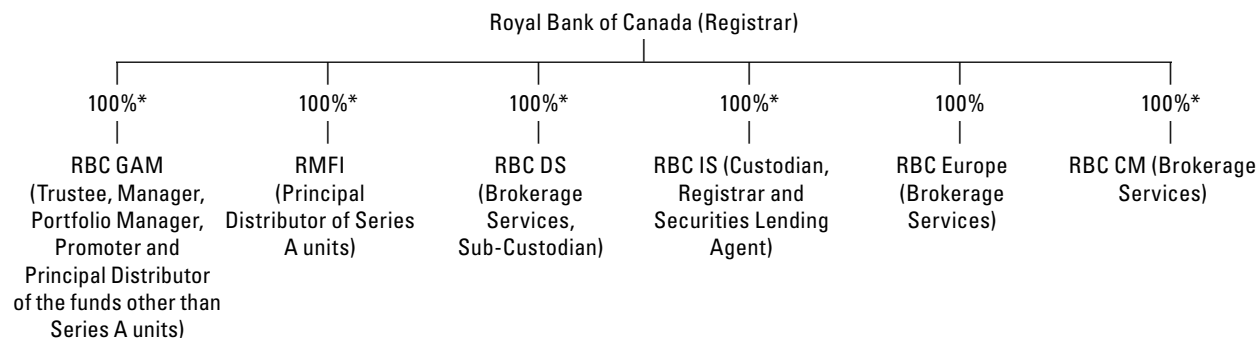 Royal Bank of Canada (Registrar)
100%*
100%*
100%*
100%*
100%
100%*
RBC GAM
(Trustee, Manager,
Portfolio Manager,
Promoter and
Principal Distributor
of the funds other than
Series A units)
RMFI
(Principal
Distributor of Series
A units)
RBC DS
(Brokerage
Services,
Sub-Custodian)
RBC IS (Custodian,
Registrar and
Securities Lending
Agent)
RBC Europe
(Brokerage
Services)
RBC CM (Brokerage
Services)